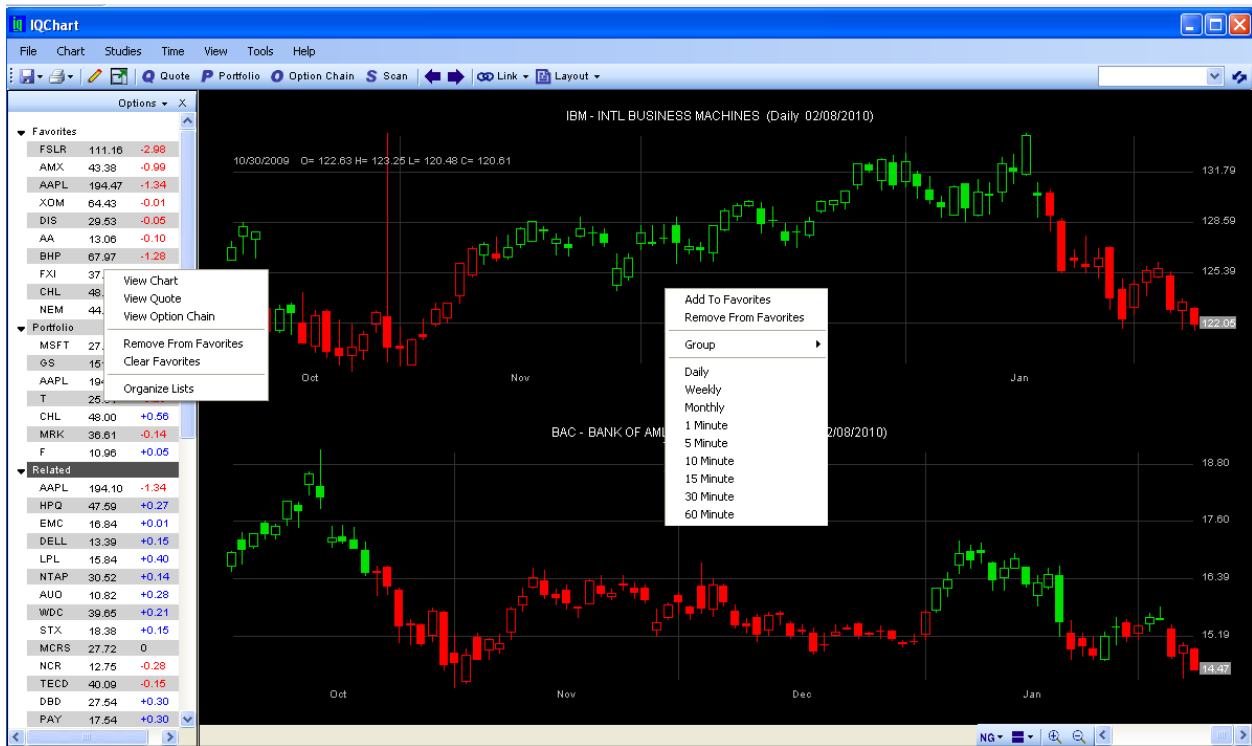 IQChart
File Chart Studies Time View Tools Help
Quote Portfolio Option Chain Scan Link Layout
Options X
Favorites
FSLR 111.16 -2.98
AMX 43.38 -0.99
AAPL 194.47 -1.34
XOM 64.43 -0.01
DIS 29.53 -0.05
AA 13.06 -0.10
BHP 67.97 -1.28
FXI 37.
CHL 48.
NEM 44.
Portfolio
MSFT 27.
GS 15
AAPL 194
T 25.
CHL 48.00 +0.56
MRK 36.61 -0.14
F 10.96 +0.05
Related
AAPL 194.10 -1.34
HPQ 47.59 +0.27
EMC 16.84 +0.01
DELL 13.39 +0.15
LPL 15.84 +0.40
NTAP 30.52 +0.14
AUO 10.82 +0.28
WDC 39.65 +0.21
STX 18.38 +0.15
MCRS 27.72 0
NCR 12.75 -0.28
TECD 40.09 -0.15
DBD 27.54 +0.30
PAY 17.54 +0.30
View Chart
View Quote
View Option Chain
Remove From Favorites
Clear Favorites
Organize Lists
IBM - INTL BUSINESS MACHINES (Daily 02/08/2010)
10/30/2009 O= 122.63 H= 123.25 L= 120.48 C= 120.61
131.79
128.59
125.39
122.05
Oct Nov Jan
Add To Favorites
Remove From Favorites
Group
Daily
Weekly
Monthly
1 Minute
5 Minute
10 Minute
15 Minute
30 Minute
60 Minute
BAC - BANK OF 2/08/2010)
18.80
17.60
16.39
15.19
14.47
Oct Nov Dec Jan
NG